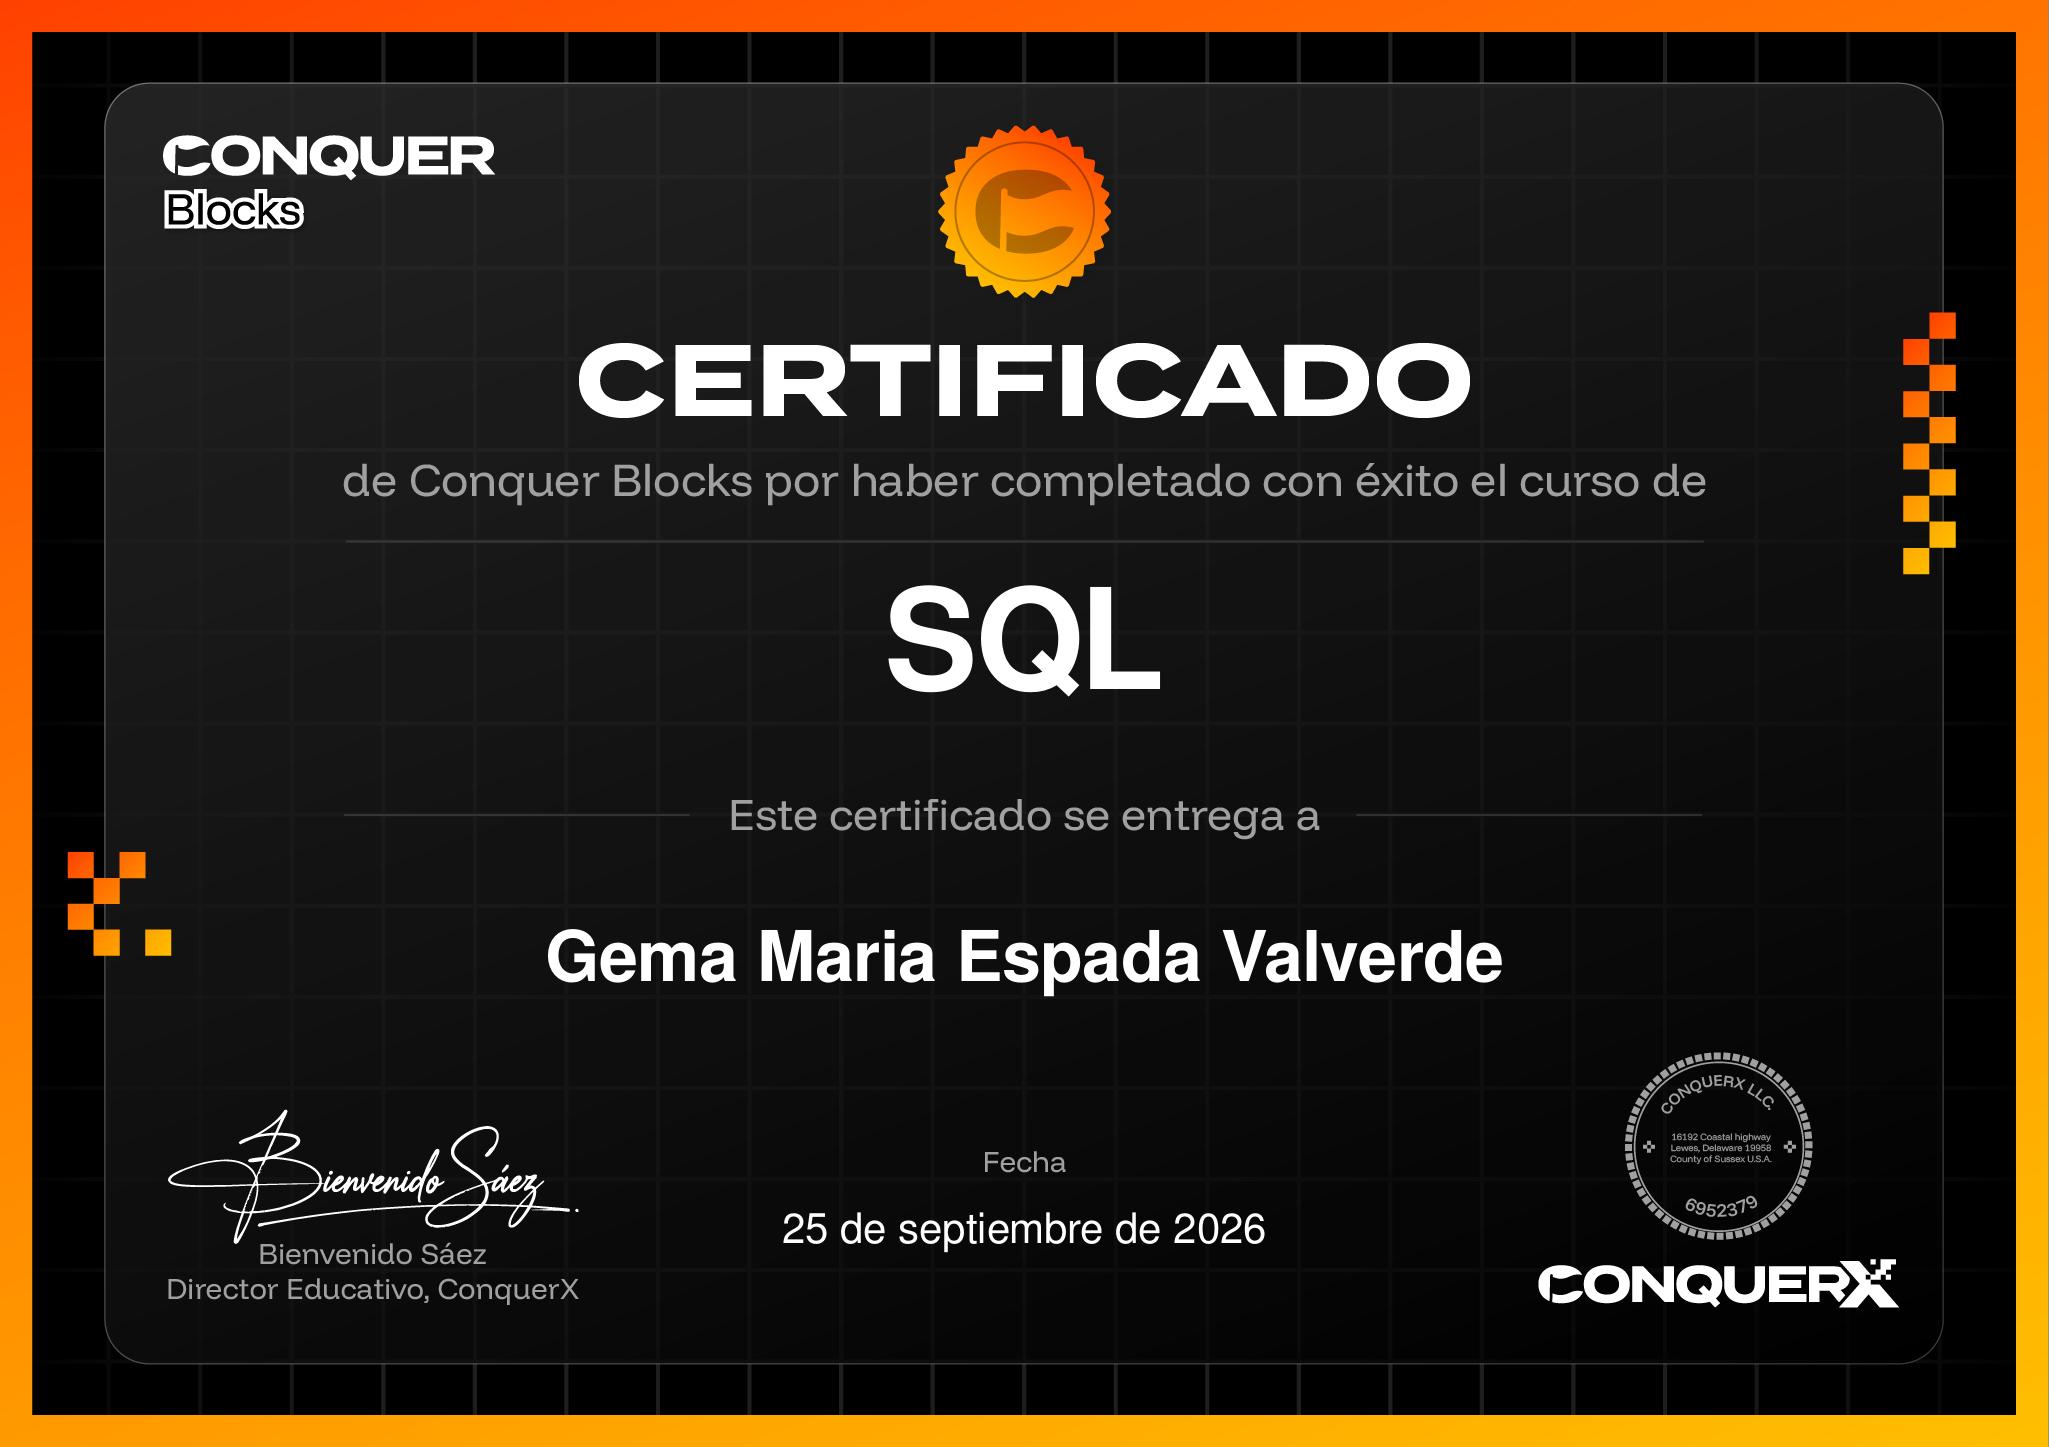 CONQUER
Blocks
CERTIFICADO
de Conquer Blocks por haber completado con éxito el curso de
SQL
Este certificado se entrega a
Gema Maria Espada Valverde
Bienvenido Sáez
Bienvenido Sáez
Director Educativo, ConquerX
Fecha
25 de septiembre de 2026
CONQUERX LLC.
16192 Coastal highway
Lewes, Delaware 19958
County of Sussex U.S.A.
6952379
CONQUERX